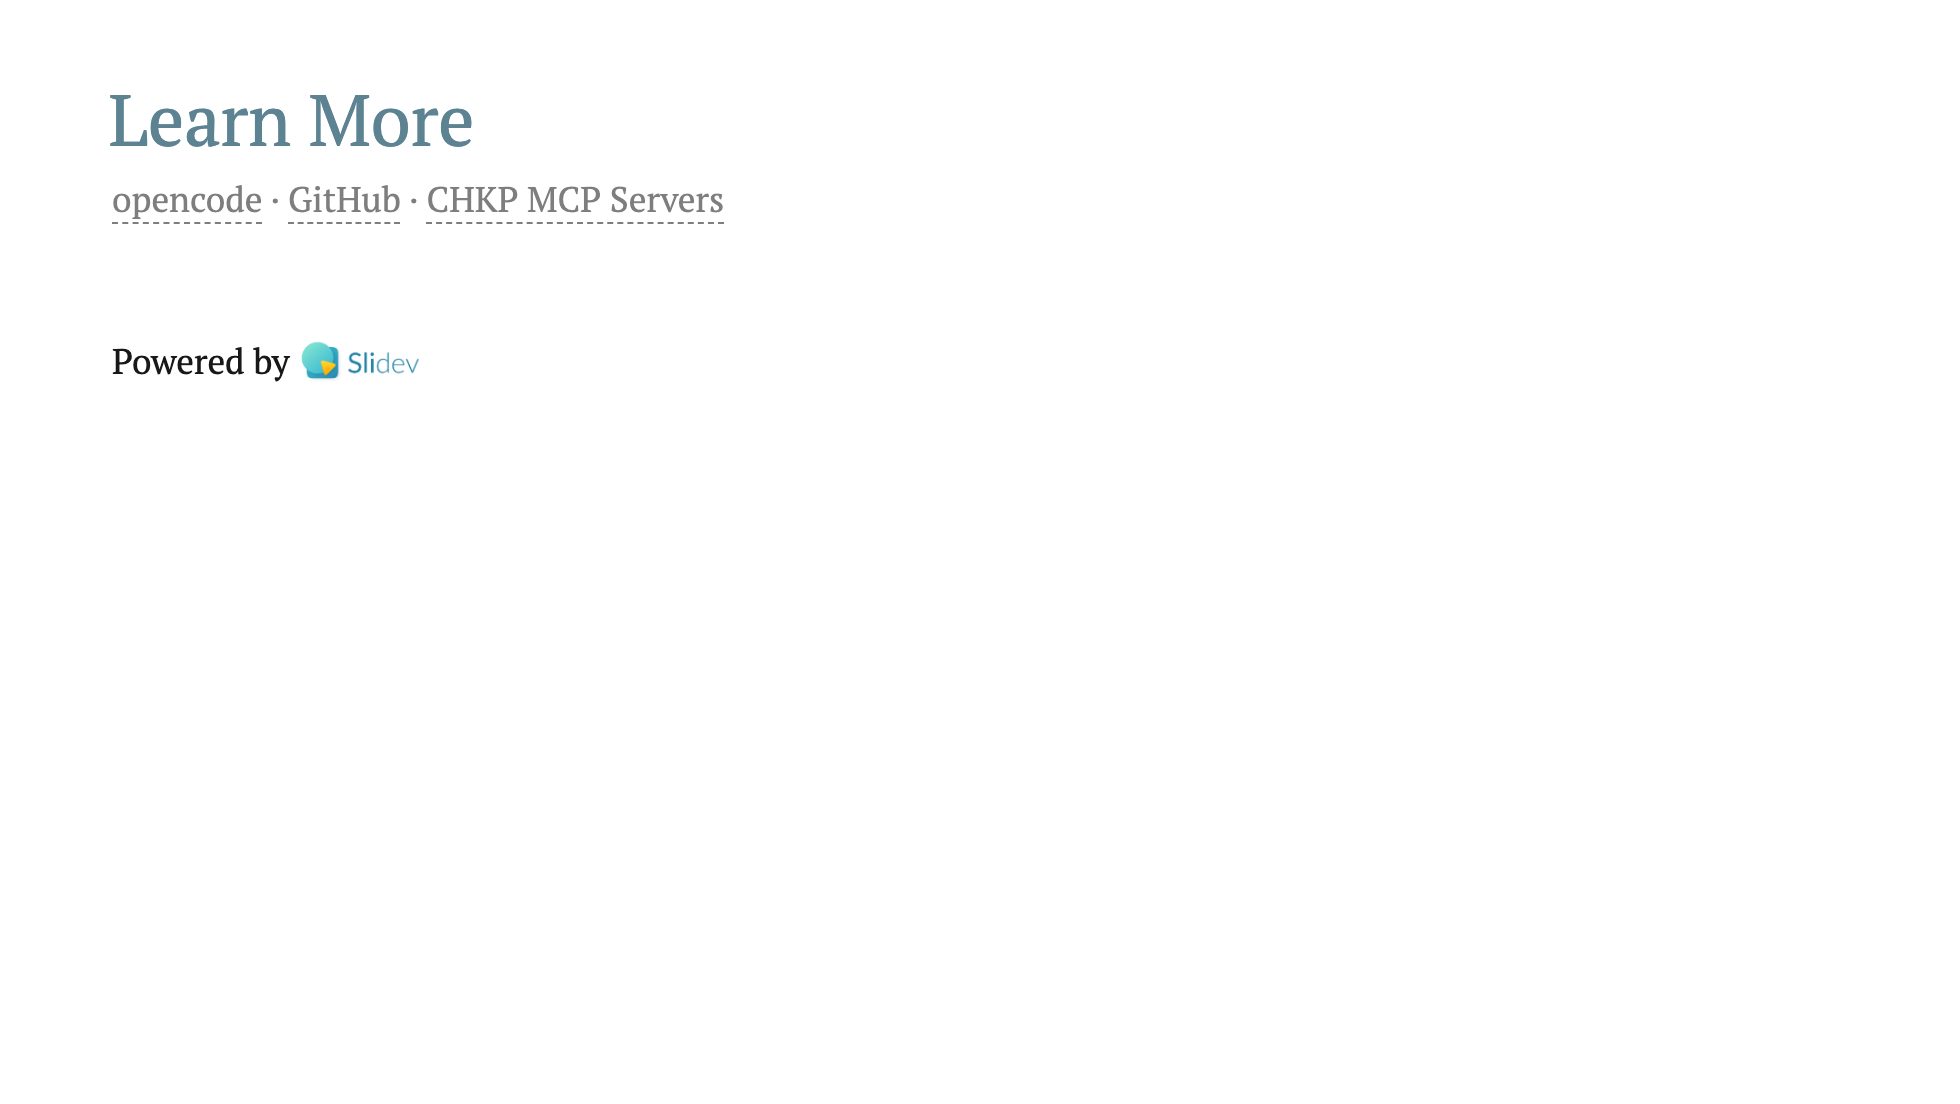 Learn More
opencode · GitHub · CHKP MCP Servers
Powered by Slidev